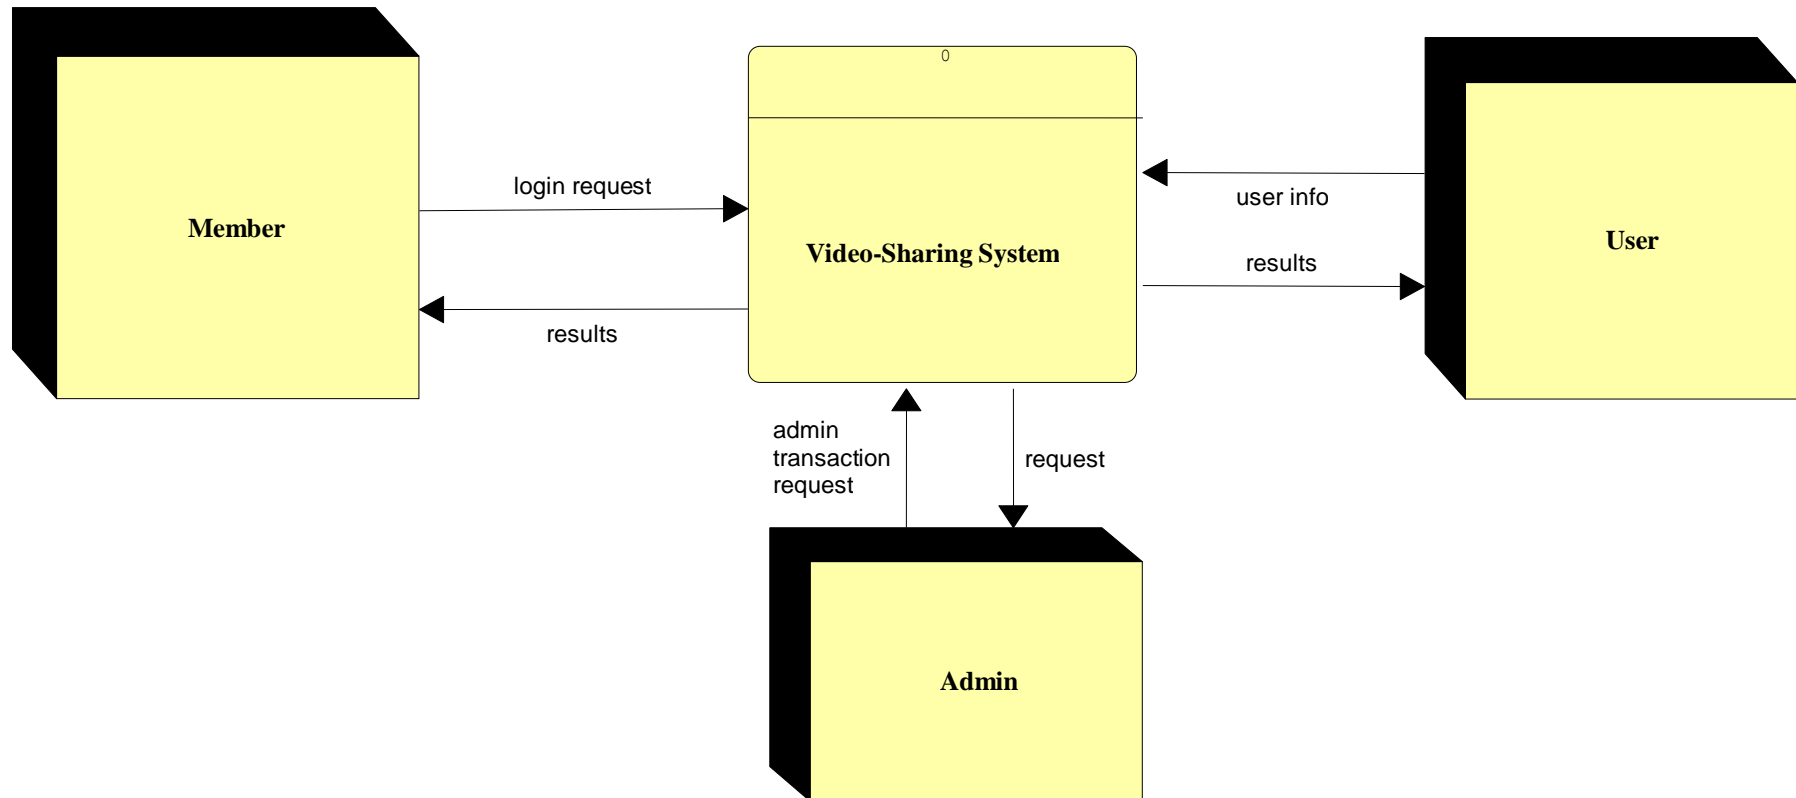 0
login request
Member
results
Video-Sharing System
user info
results
User
admin
transaction
request
request
Admin